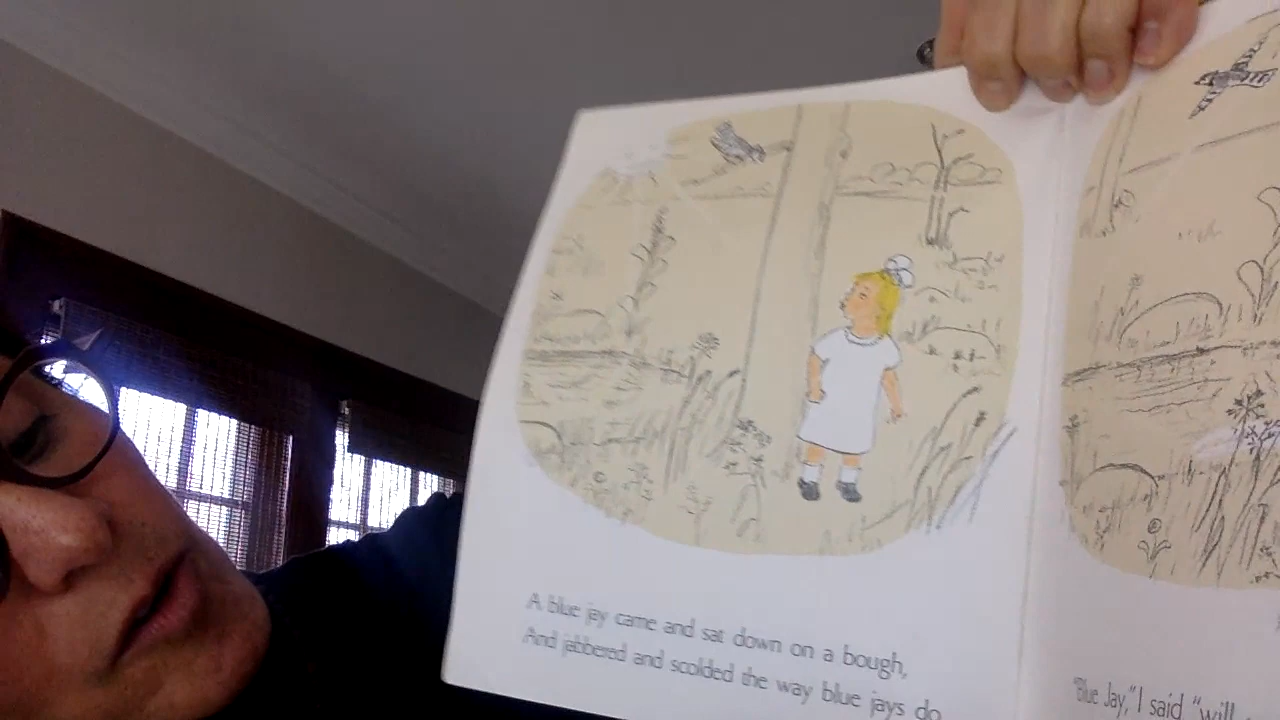 A blue jay came and sat down on a bough,
And jabbered and scolded the way blue jays do
"Blue Jay," I said "will